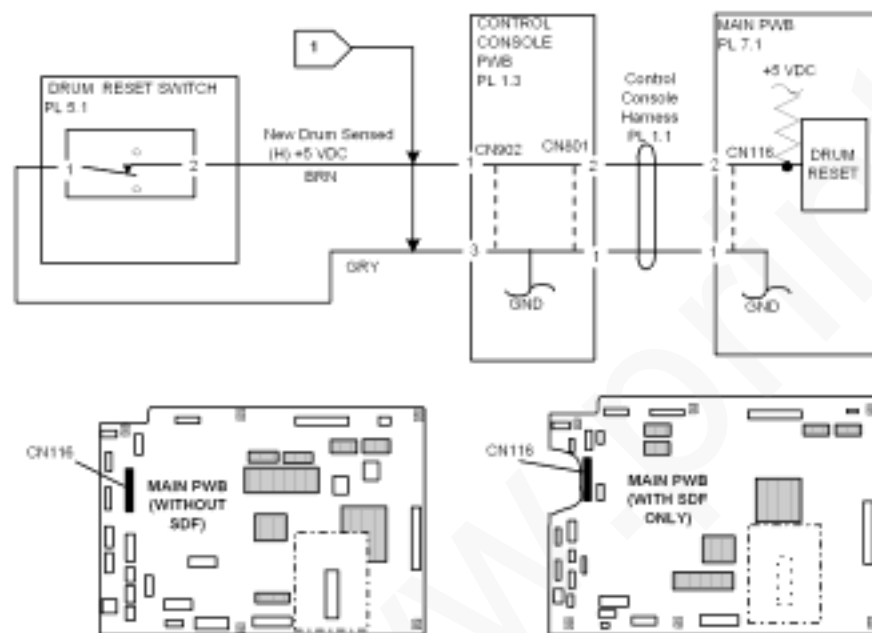 1
DRUM RESET SWITCH
PL 5.1
1
2
New Drum Sensed
(H) +5 VDC
BRN
GRY
CONTROL
CONSOLE
PWB
PL 1.3
1
CN902
CN801
2
3
1
GND
Control
Console
Harness
PL 1.1
MAIN PWB
PL 7.1
+5 VDC
2
CN116
DRUM
RESET
1
GND
CN116
MAIN PWB
(WITHOUT
SDF)
CN116
MAIN PWB
(WITH SDF
ONLY)